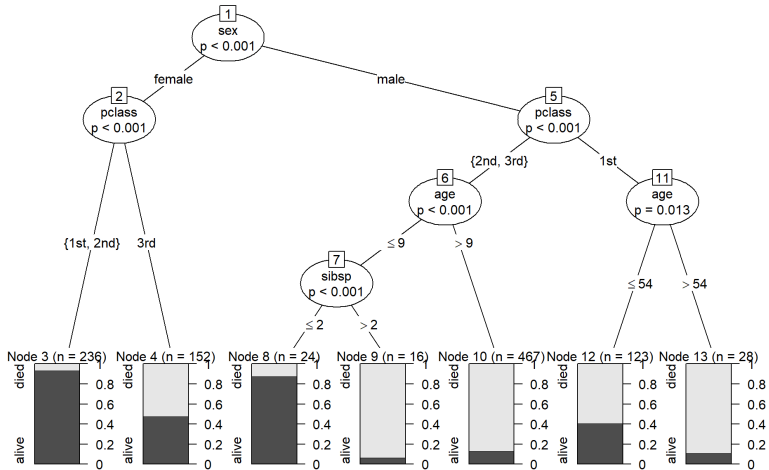 1
sex
p < 0.001
female
male
2
pclass
p < 0.001
5
pclass
p < 0.001
{2nd, 3rd}
1st
6
age
p < 0.001
11
age
p = 0.013
{1st, 2nd}
3rd
≤ 9
> 9
7
sibsp
p < 0.001
≤ 54
> 54
≤ 2
> 2
Node 3 (n = 236)
died
alive
1
0.8
0.6
0.4
0.2
0
Node 4 (n = 152)
died
alive
1
0.8
0.6
0.4
0.2
0
Node 8 (n = 24)
died
alive
1
0.8
0.6
0.4
0.2
0
Node 9 (n = 16)
died
alive
1
0.8
0.6
0.4
0.2
0
Node 10 (n = 467)
died
alive
1
0.8
0.6
0.4
0.2
0
Node 12 (n = 123)
died
alive
1
0.8
0.6
0.4
0.2
0
Node 13 (n = 28)
died
alive
1
0.8
0.6
0.4
0.2
0